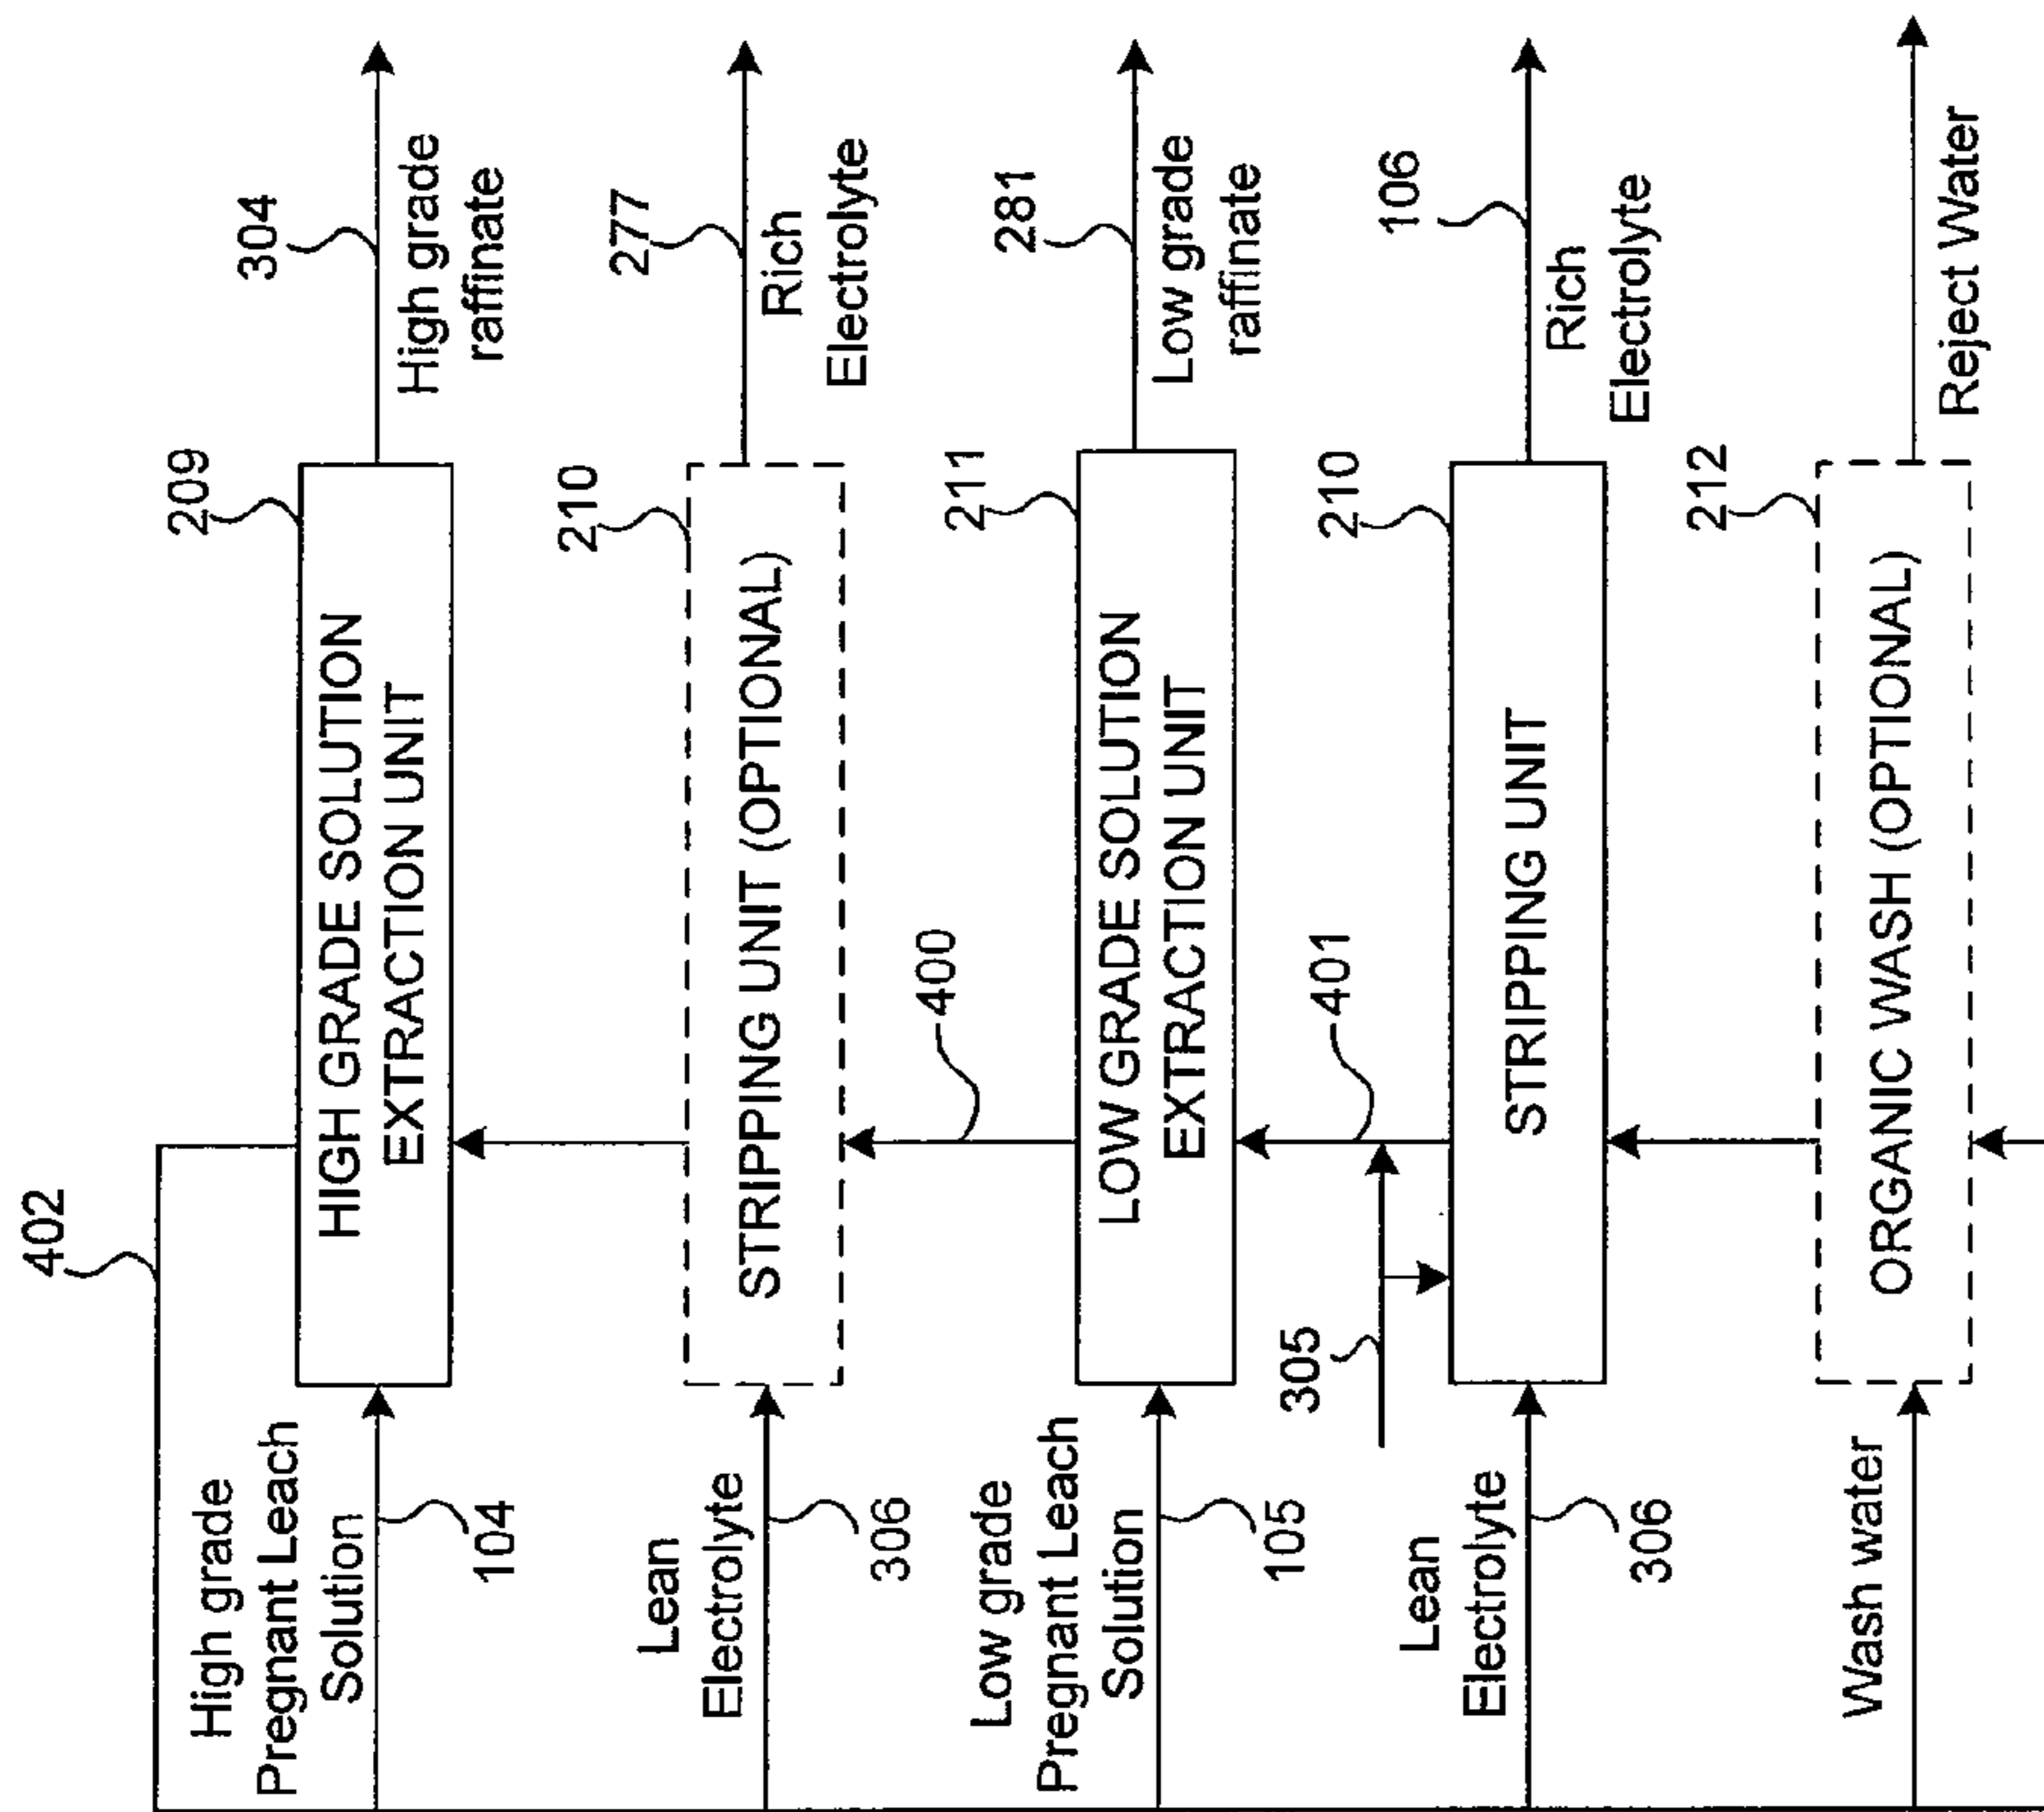 402
209
HIGH GRADE SOLUTION
EXTRACTION UNIT
304
High grade
raffinate
High grade
Pregnant Leach
Solution
104
210
STRIPPING UNIT (OPTIONAL)
277
Rich
Electrolyte
Lean
Electrolyte
306
400
211
LOW GRADE SOLUTION
EXTRACTION UNIT
281
Low grade
raffinate
Low grade
Pregnant Leach
Solution
105
401
305
210
STRIPPING UNIT
106
Rich
Electrolyte
Lean
Electrolyte
306
212
ORGANIC WASH (OPTIONAL)
Reject Water
Wash water